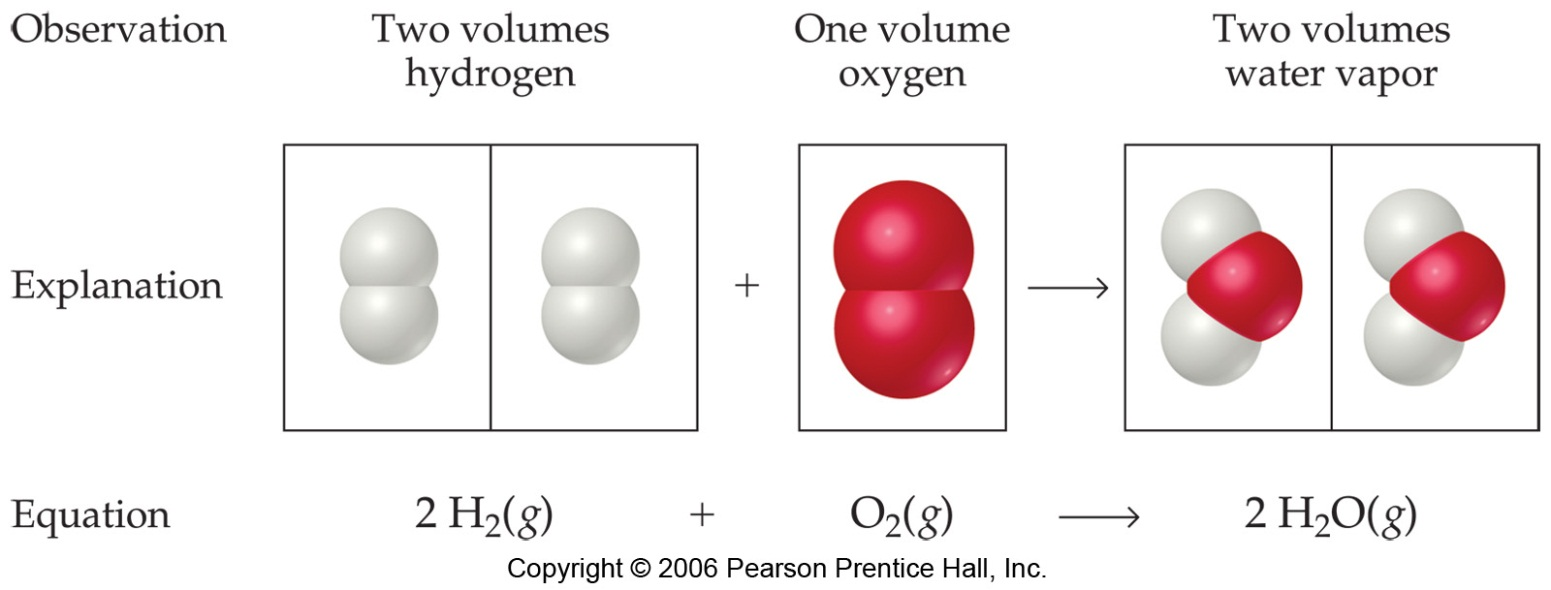 Observation Two volumes hydrogen One volume oxygen Two volumes water vapor
Explanation + ⟶
Equation 2 H₂(g) + O₂(g) ⟶ 2 H₂O(g)
Copyright © 2006 Pearson Prentice Hall, Inc.